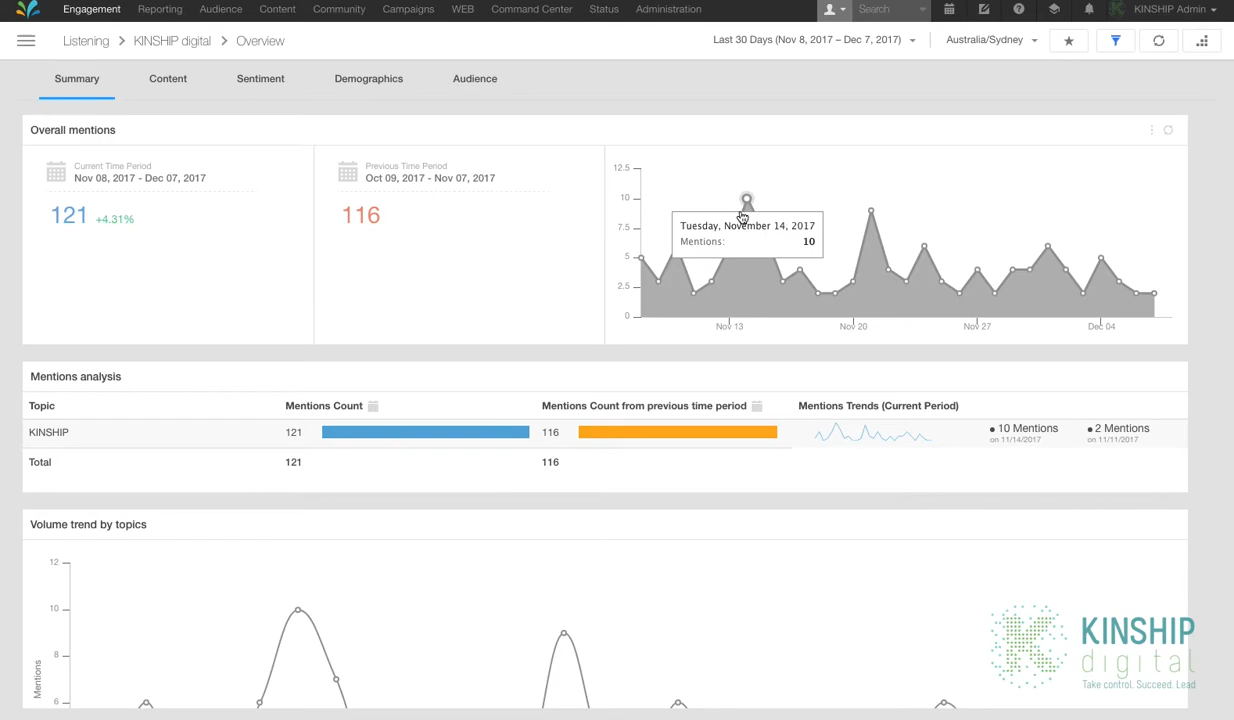 Engagement Reporting Audience Content Community Campaigns WEB Command Center Status Administration Search KINSHIP Admin
Listening KINSHIP digital Overview Last 30 Days (Nov 8, 2017 – Dec 7, 2017) Australia/Sydney
Summary Content Sentiment Demographics Audience
Overall mentions
Current Time Period
Nov 08, 2017 - Dec 07, 2017
121 +4.31%
Previous Time Period
Oct 09, 2017 - Nov 07, 2017
116
12.5
10
7.5
5
2.5
0
Tuesday, November 14, 2017
Mentions: 10
Nov 13 Nov 20 Nov 27 Dec 04
Mentions analysis
Topic Mentions Count Mentions Count from previous time period Mentions Trends (Current Period)
KINSHIP 121 116 10 Mentions 2 Mentions
on 11/14/2017 on 11/11/2017
Total 121 116
Volume trend by topics
12
10
8
6
Mentions
KINSHIP
digital
Take control. Succeed. Lead